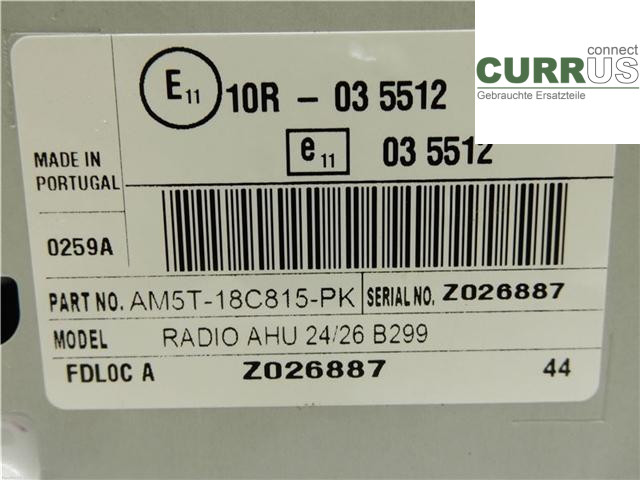 connect
CURRUS
Gebrauchte Ersatzteile
E11 10R - 03 5512
e11 03 5512
MADE IN
PORTUGAL
0259A
PART NO. AM5T-18C815-PK SERIAL NO. Z026887
MODEL RADIO AHU 24/26 B299
FDL0C A Z026887 44